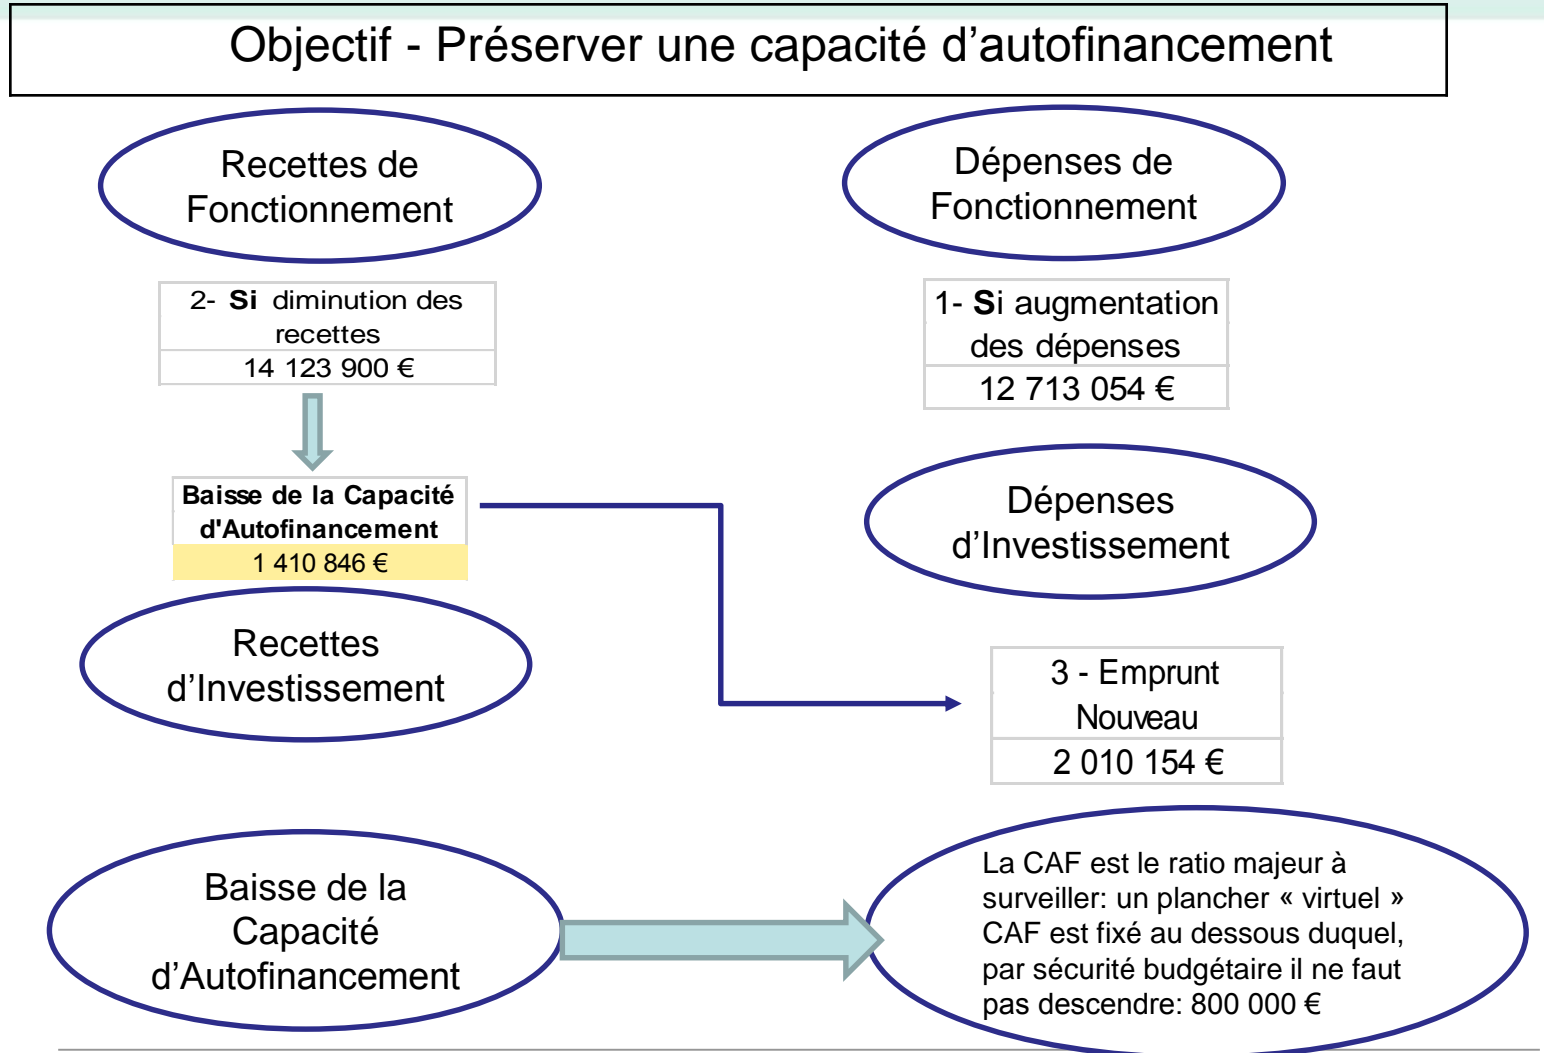 Objectif - Préserver une capacité d’autofinancement
Recettes de
Fonctionnement
Dépenses de
Fonctionnement
2- Si diminution des
recettes
14 123 900 €
1- Si augmentation
des dépenses
12 713 054 €
Baisse de la Capacité
d'Autofinancement
1 410 846 €
Dépenses
d’Investissement
Recettes
d’Investissement
3 - Emprunt
Nouveau
2 010 154 €
Baisse de la
Capacité
d’Autofinancement
La CAF est le ratio majeur à
surveiller: un plancher « virtuel »
CAF est fixé au dessous duquel,
par sécurité budgétaire il ne faut
pas descendre: 800 000 €